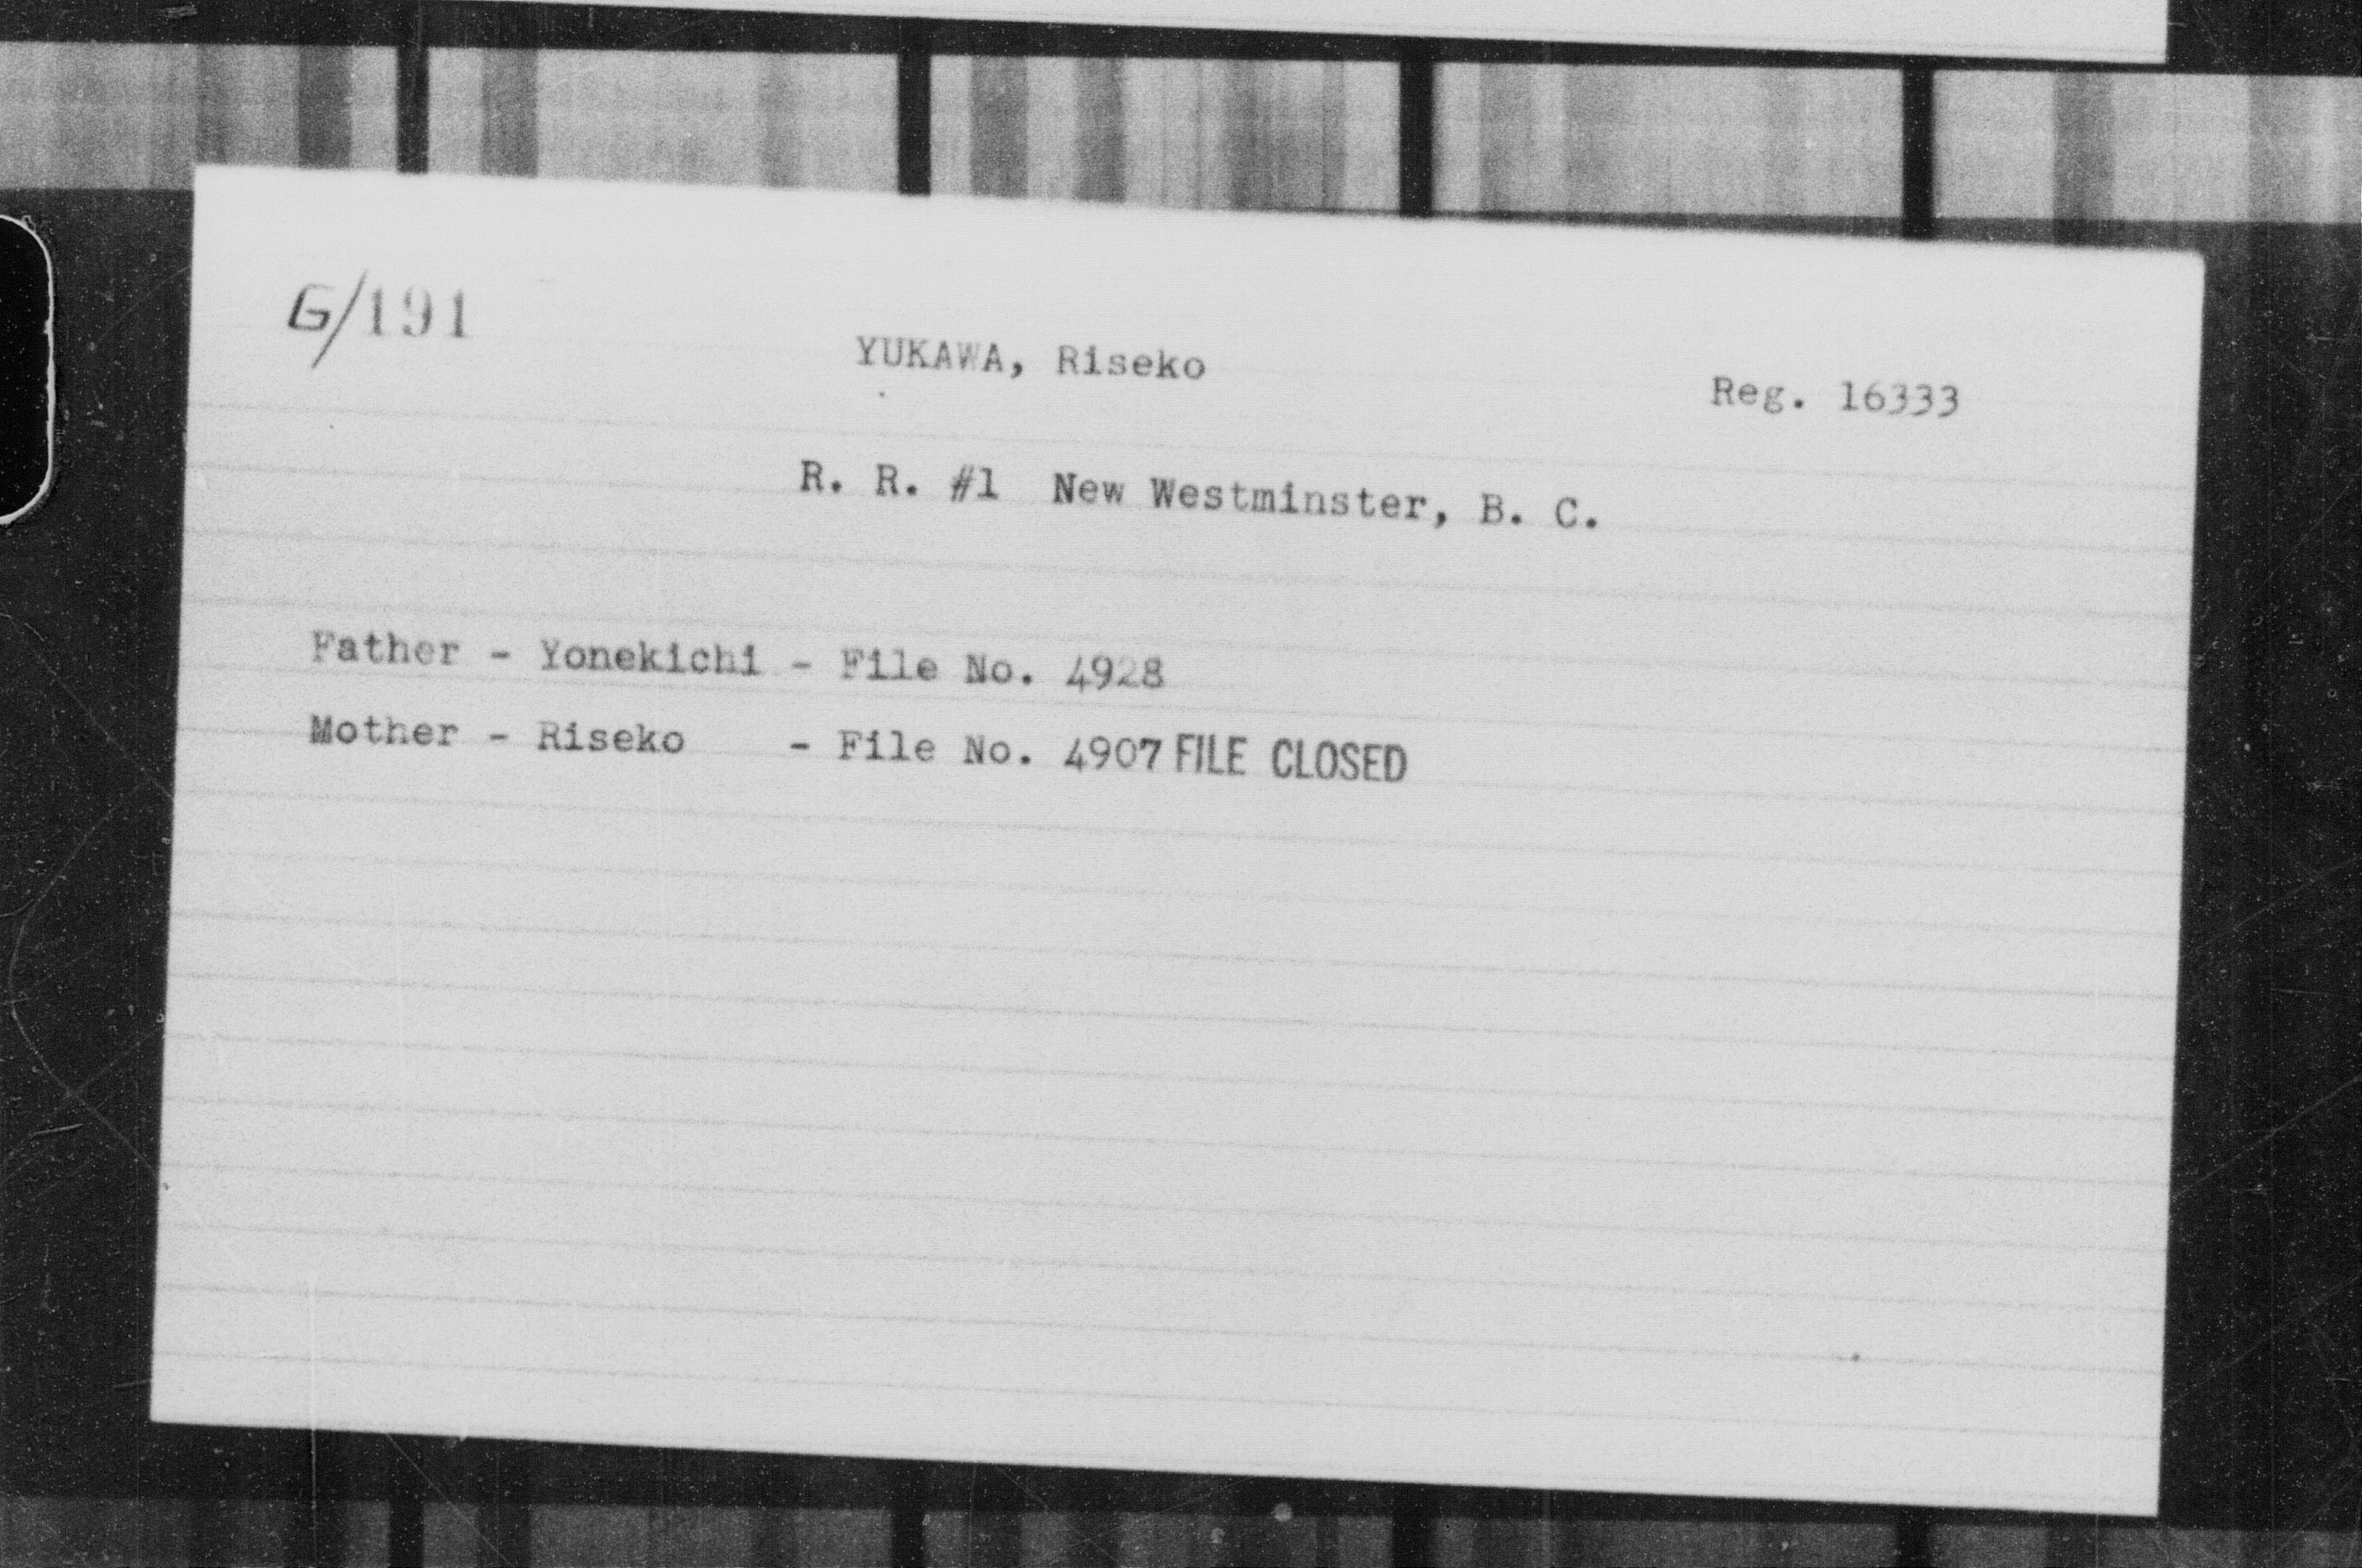 G/191
YUKAWA, Riseko
Reg. 16333
R. R. #1 New Westminster, B. C.
Father - Yonekichi - File No. 4928
Mother - Riseko - File No. 4907 FILE CLOSED